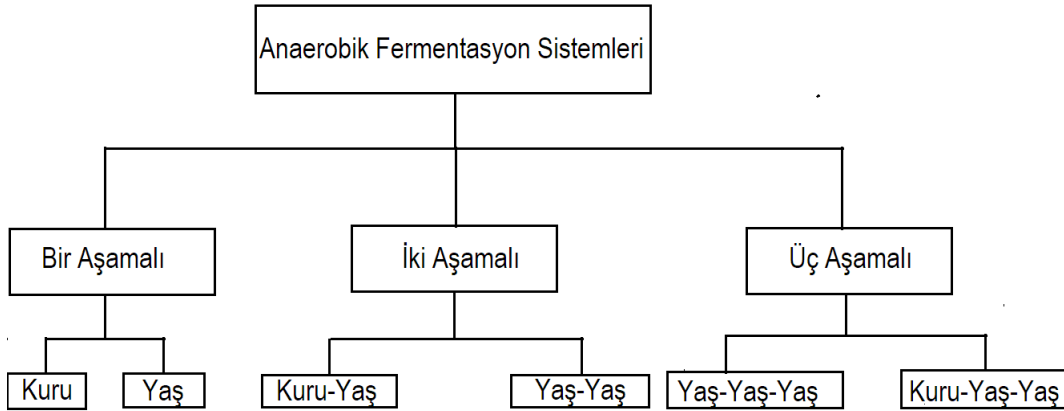 Anaerobik Fermentasyon Sistemleri
Bir Aşamalı
İki Aşamalı
Üç Aşamalı
Kuru
Yaş
Kuru-Yaş
Yaş-Yaş
Yaş-Yaş-Yaş
Kuru-Yaş-Yaş